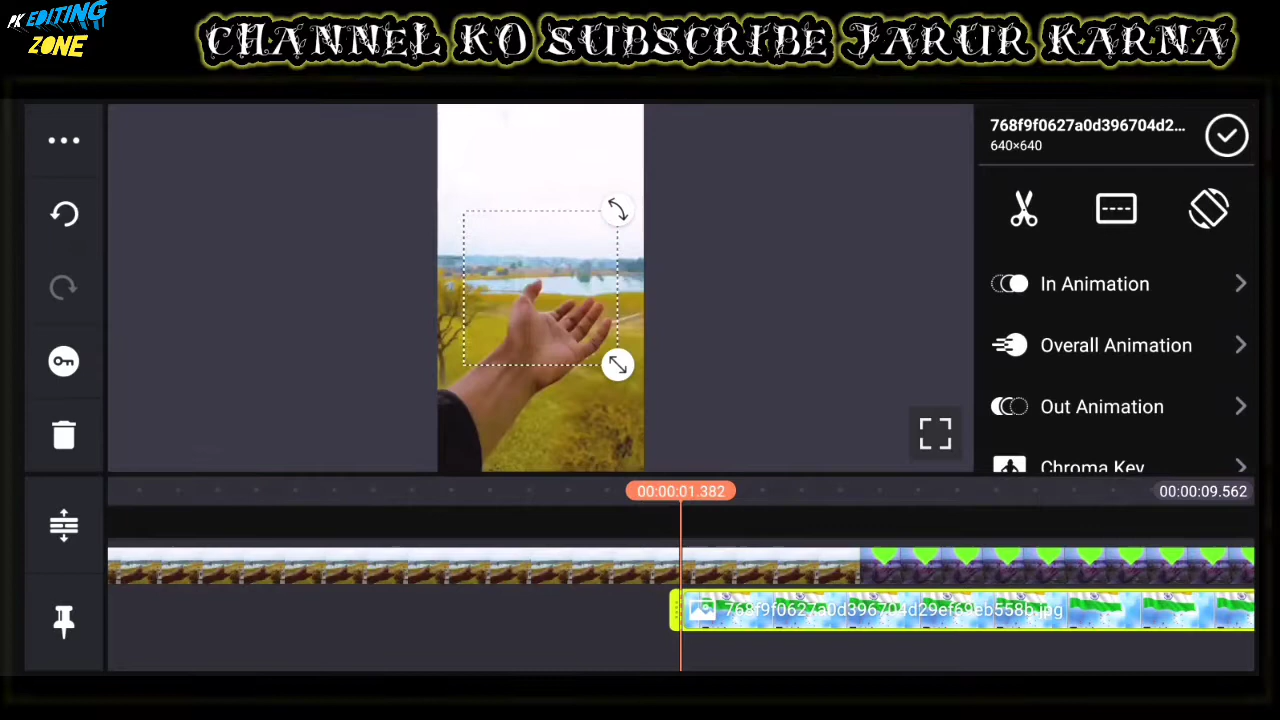 PK EDITING
ZONE
CHANNEL KO SUBSCRIBE JARUR KARNA
768f9f0627a0d396704d2...
640×640
In Animation
Overall Animation
Out Animation
Chroma Key
00:00:01.382
00:00:09.562
768f9f0627a0d396704d29ef69eb558b.jpg